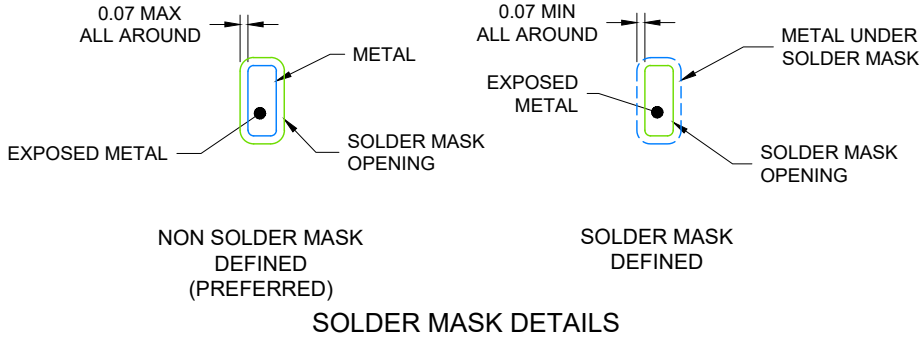 0.07 MAX
ALL AROUND
METAL
EXPOSED METAL
SOLDER MASK
OPENING
NON SOLDER MASK
DEFINED
(PREFERRED)
0.07 MIN
ALL AROUND
METAL UNDER
SOLDER MASK
EXPOSED
METAL
SOLDER MASK
OPENING
SOLDER MASK
DEFINED
SOLDER MASK DETAILS